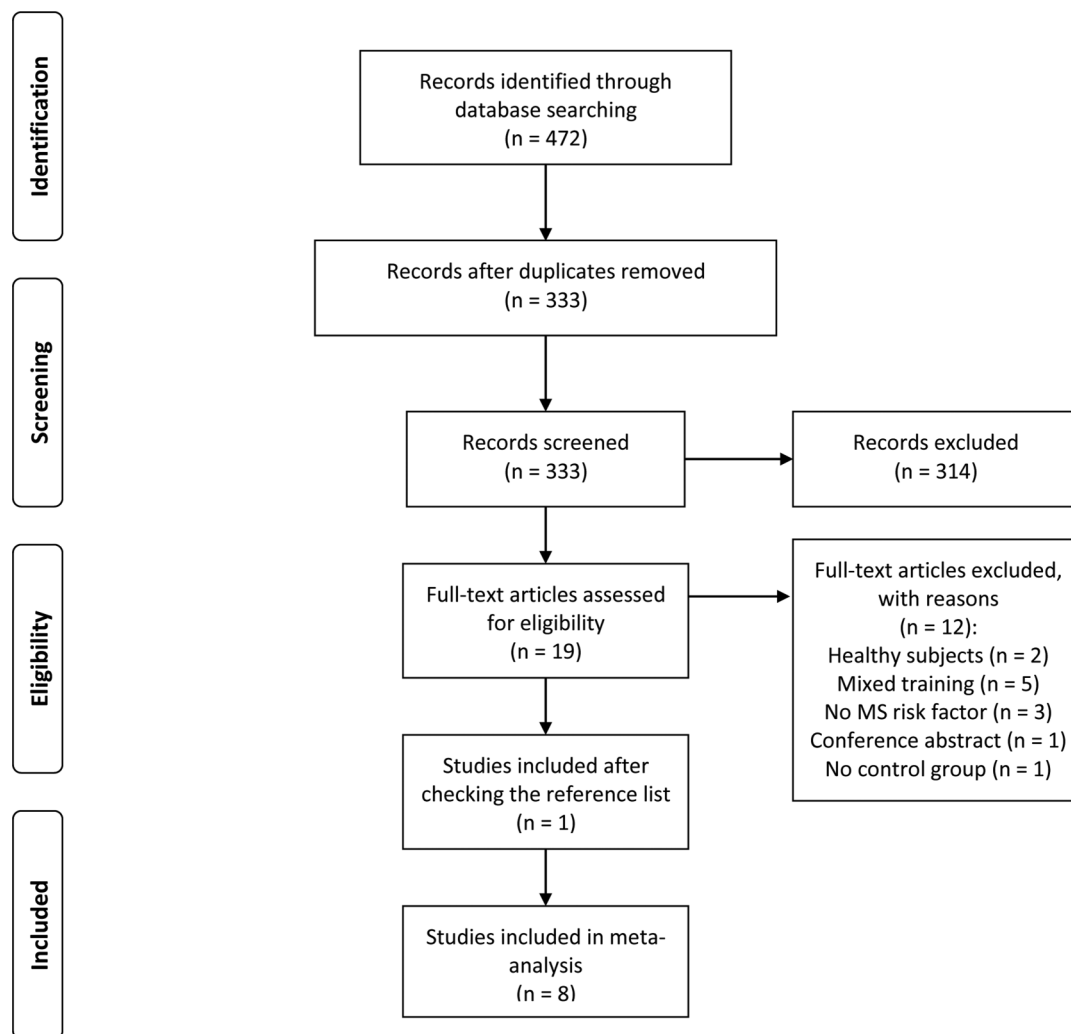 Identification
Records identified through
database searching
(n = 472)
Records after duplicates removed
(n = 333)
Screening
Records screened
(n = 333)
Records excluded
(n = 314)
Eligibility
Full-text articles assessed
for eligibility
(n = 19)
Full-text articles excluded,
with reasons
(n = 12):
Healthy subjects (n = 2)
Mixed training (n = 5)
No MS risk factor (n = 3)
Conference abstract (n = 1)
No control group (n = 1)
Studies included after
checking the reference list
(n = 1)
Included
Studies included in meta-
analysis
(n = 8)